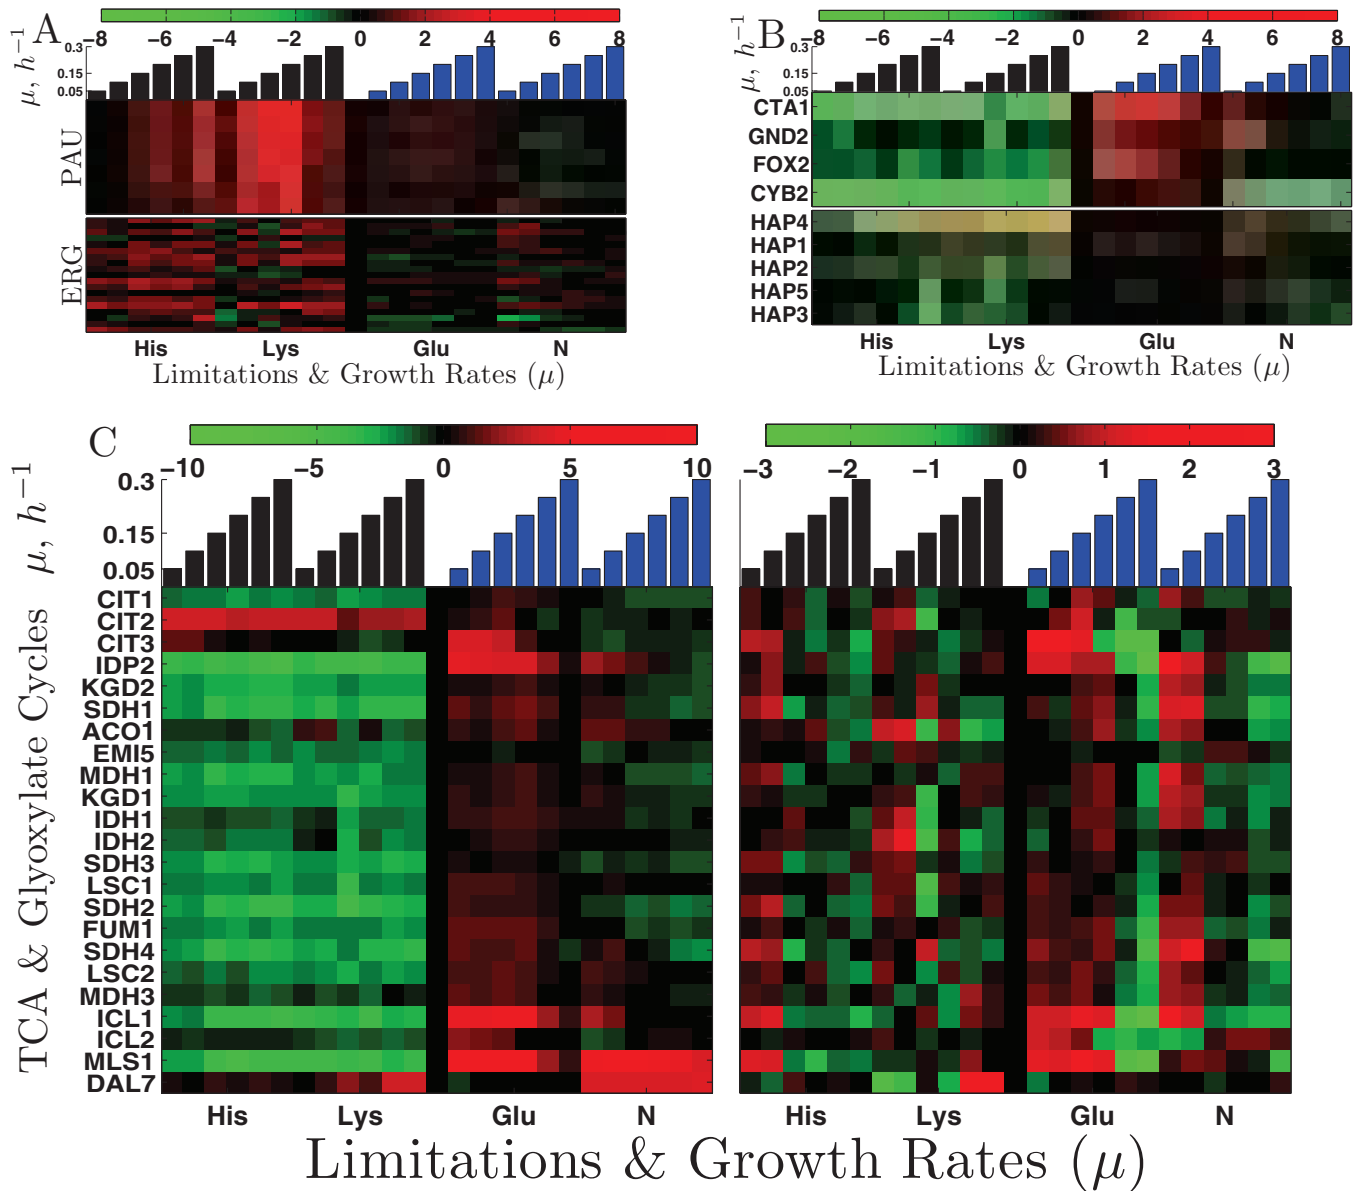 A
−8 −6 −4 −2 0 2 4 6 8
μ, h−1
0.3
0.15
0.05
PAU
ERG
His Lys Glu N
Limitations & Growth Rates (μ)
B
−8 −6 −4 −2 0 2 4 6 8
μ, h−1
0.3
0.15
0.05
CTA1
GND2
FOX2
CYB2
HAP4
HAP1
HAP2
HAP5
HAP3
His Lys Glu N
Limitations & Growth Rates (μ)
C
−10 −5 0 5 10
−3 −2 −1 0 1 2 3
μ, h−1
0.3
0.15
0.05
TCA & Glyoxylate Cycles
CIT1
CIT2
CIT3
IDP2
KGD2
SDH1
ACO1
EMI5
MDH1
KGD1
IDH1
IDH2
SDH3
LSC1
SDH2
FUM1
SDH4
LSC2
MDH3
ICL1
ICL2
MLS1
DAL7
His Lys Glu N
His Lys Glu N
Limitations & Growth Rates (μ)